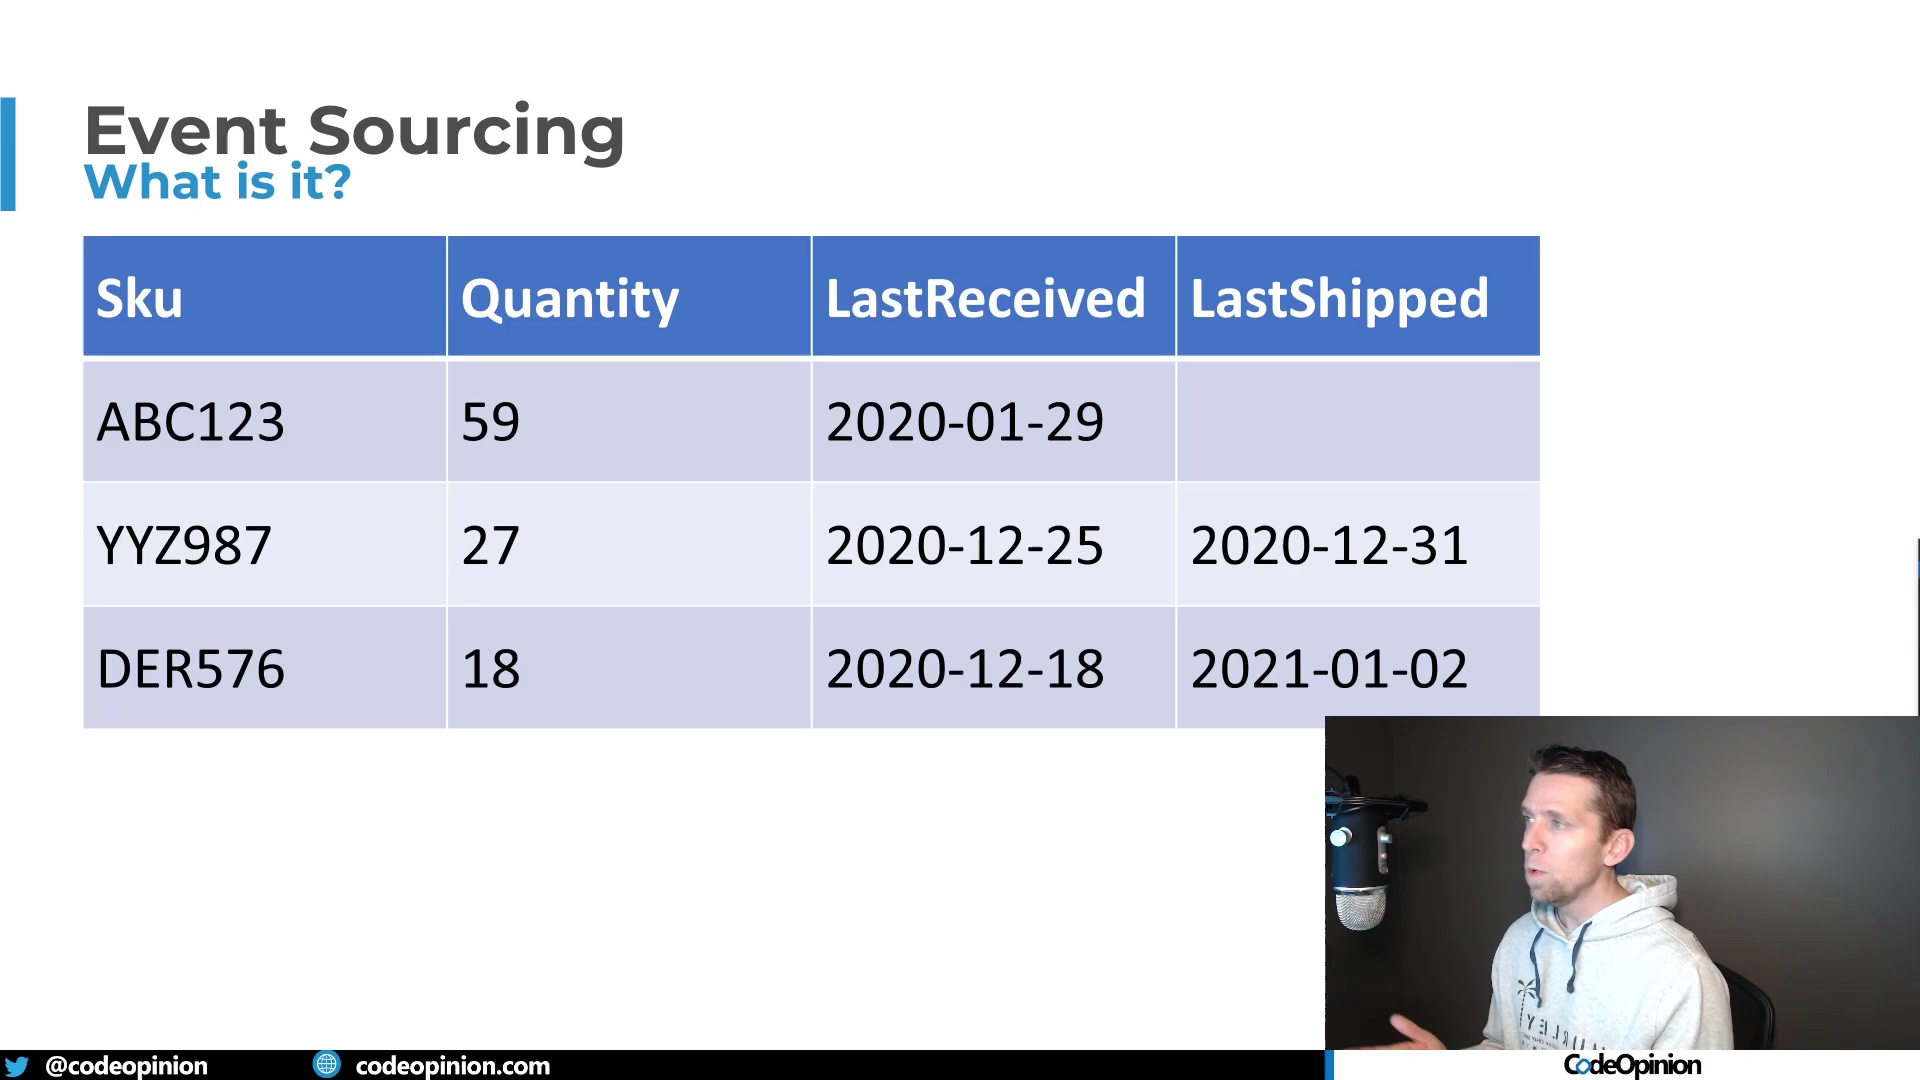 Event Sourcing
What is it?
Sku Quantity LastReceived LastShipped
ABC123 59 2020-01-29
YYZ987 27 2020-12-25 2020-12-31
DER576 18 2020-12-18 2021-01-02
@codeopinion codeopinion.com CodeOpinion